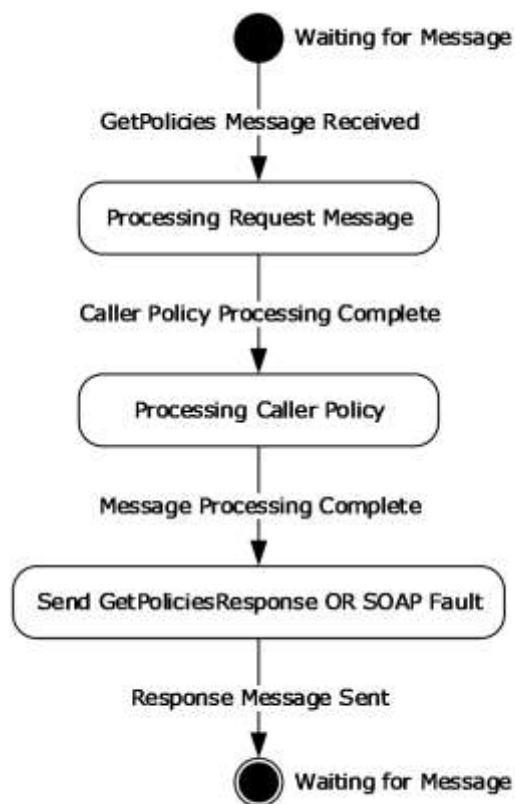 Waiting for Message
GetPolicies Message Received
Processing Request Message
Caller Policy Processing Complete
Processing Caller Policy
Message Processing Complete
Send GetPoliciesResponse OR SOAP Fault
Response Message Sent
Waiting for Message